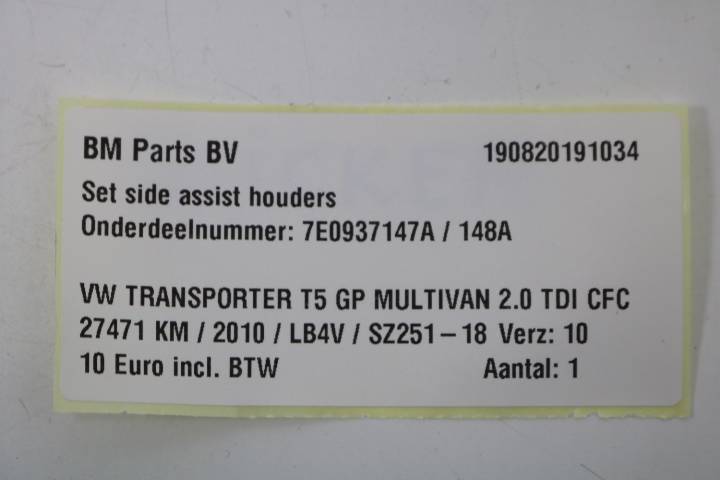 BM Parts BV 190820191034
Set side assist houders
Onderdeelnummer: 7E0937147A / 148A
VW TRANSPORTER T5 GP MULTIVAN 2.0 TDI CFC
27471 KM / 2010 / LB4V / SZ251-18 Verz: 10
10 Euro incl. BTW Aantal: 1